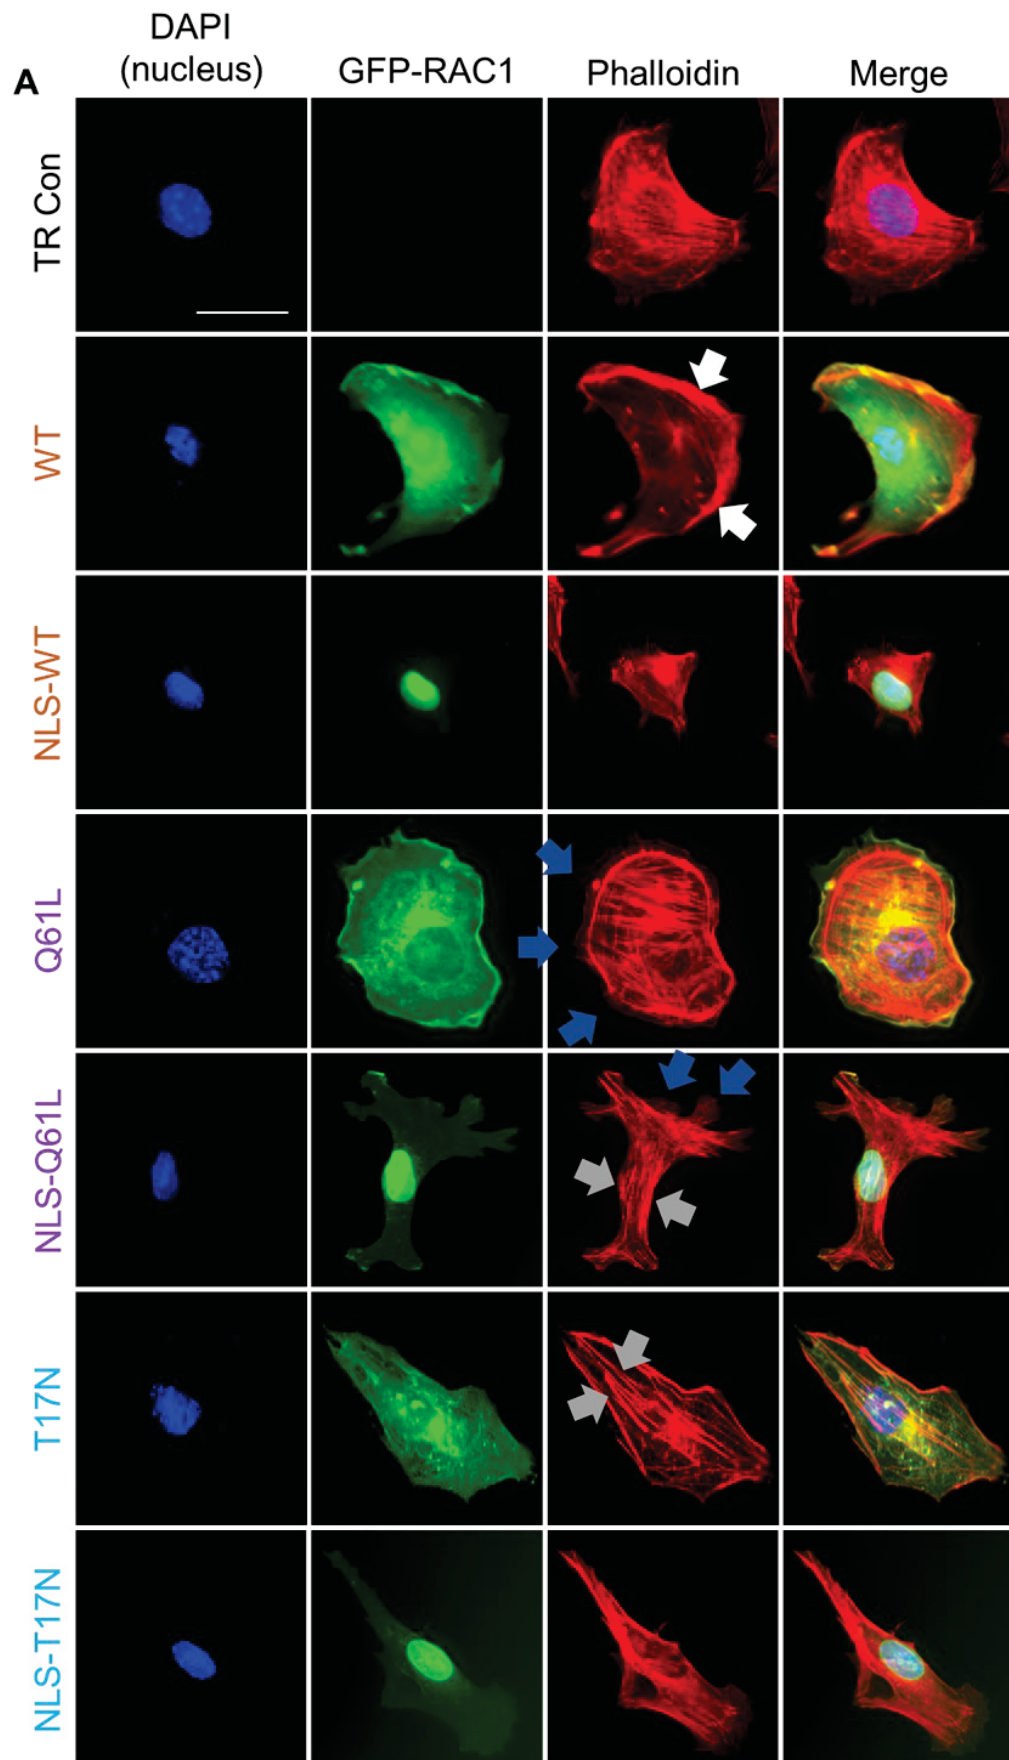 A
DAPI
(nucleus)
GFP-RAC1
Phalloidin
Merge
TR Con
WT
NLS-WT
Q61L
NLS-Q61L
T17N
NLS-T17N